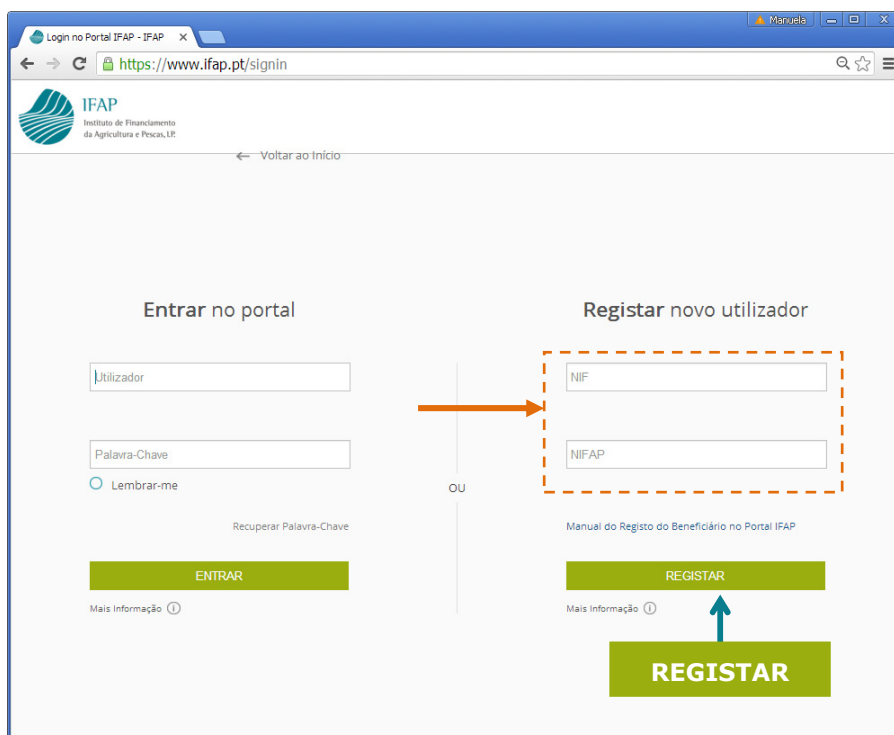 Manuela
Login no Portal IFAP - IFAP
https://www.ifap.pt/signin
IFAP
Instituto de Financiamento
da Agricultura e Pescas, I.P.
Voltar ao Início
Entrar no portal
Utilizador
Palavra-Chave
Lembrar-me
Recuperar Palavra-Chave
ENTRAR
Mais Informação
OU
Registar novo utilizador
NIF
NIFAP
Manual do Registo do Beneficiário no Portal IFAP
REGISTAR
Mais Informação
REGISTAR